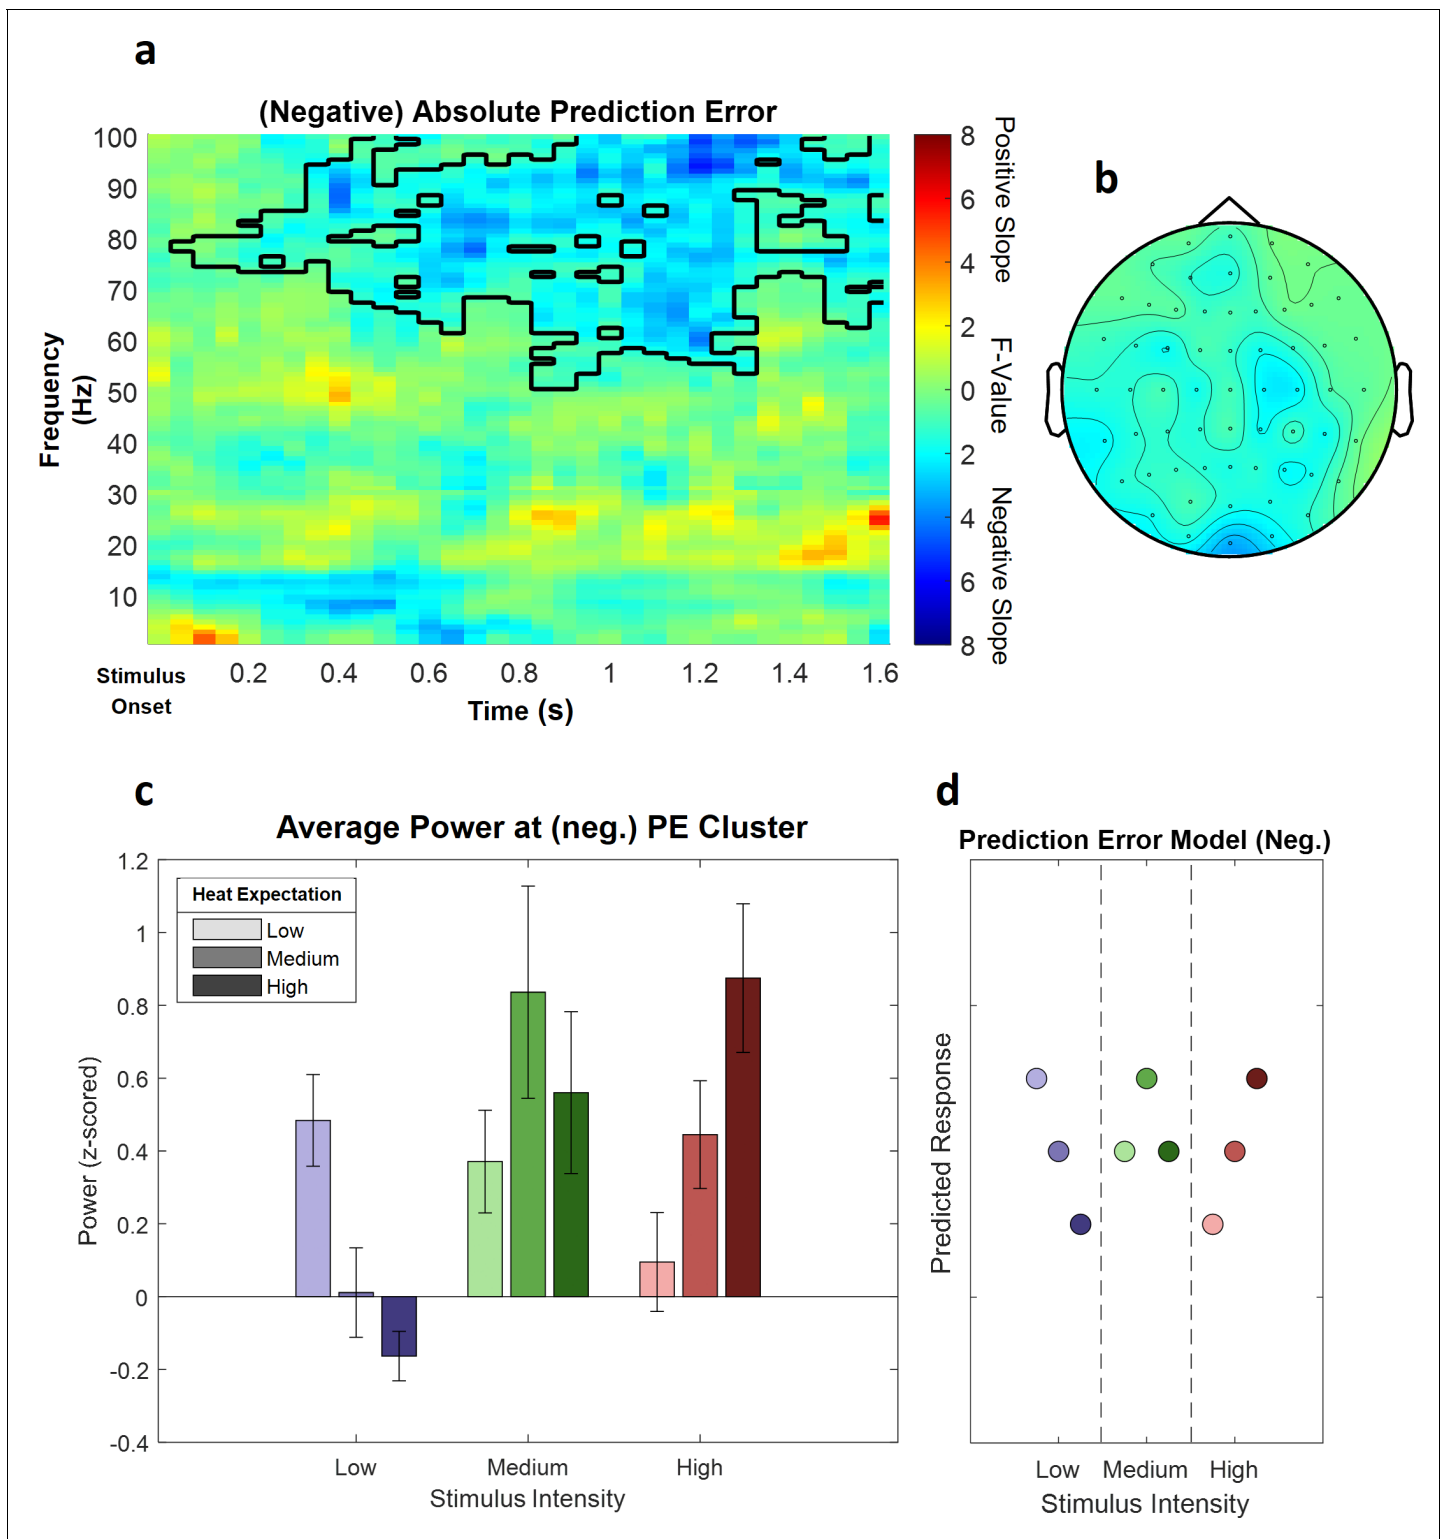 a
(Negative) Absolute Prediction Error
100
90
80
70
60
50
40
30
20
10
Frequency
(Hz)
Stimulus
Onset
0.2
0.4
0.6
0.8
1
1.2
1.4
1.6
Time (s)
8
6
4
2
0
2
4
6
8
Positive Slope
F-Value
Negative Slope
b
c
Average Power at (neg.) PE Cluster
Heat Expectation
Low
Medium
High
1.2
1
0.8
0.6
0.4
0.2
0
-0.2
-0.4
Power (z-scored)
Low
Medium
High
Stimulus Intensity
d
Prediction Error Model (Neg.)
Predicted Response
Low
Medium
High
Stimulus Intensity